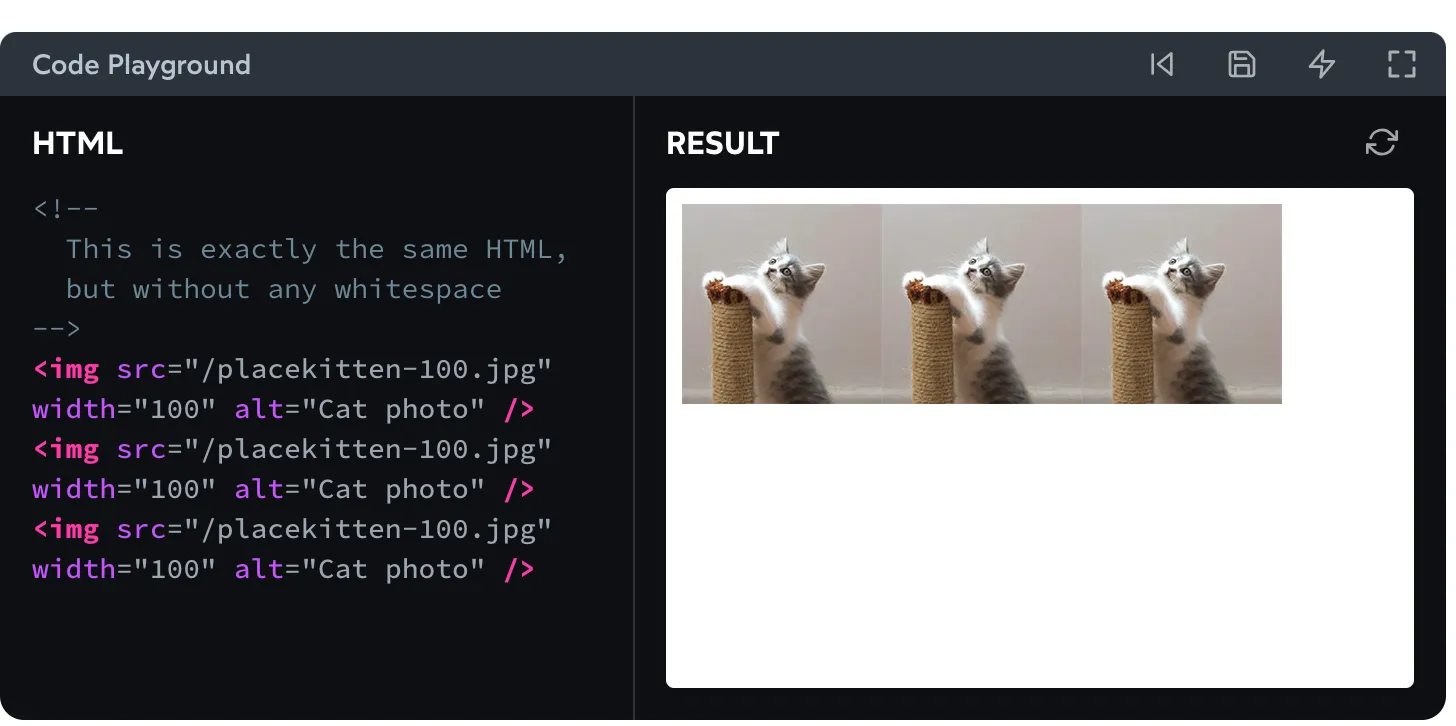 Code Playground
HTML
RESULT
<!--
  This is exactly the same HTML,
  but without any whitespace
-->
<img src="/placekitten-100.jpg"
width="100" alt="Cat photo" />
<img src="/placekitten-100.jpg"
width="100" alt="Cat photo" />
<img src="/placekitten-100.jpg"
width="100" alt="Cat photo" />